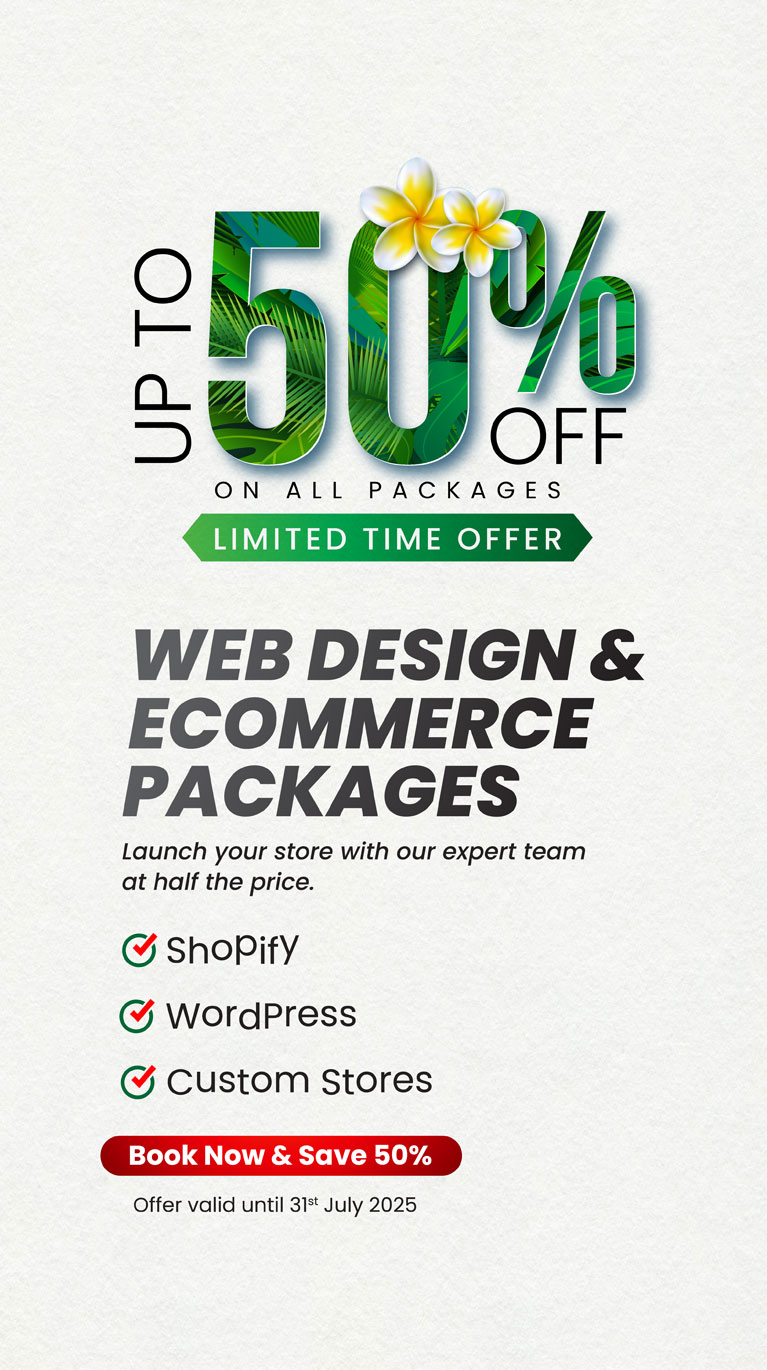 UP TO
50%
OFF
ON ALL PACKAGES
LIMITED TIME OFFER
WEB DESIGN &
ECOMMERCE
PACKAGES
Launch your store with our expert team
at half the price.
Shopify
WordPress
Custom Stores
Book Now & Save 50%
Offer valid until 31st July 2025